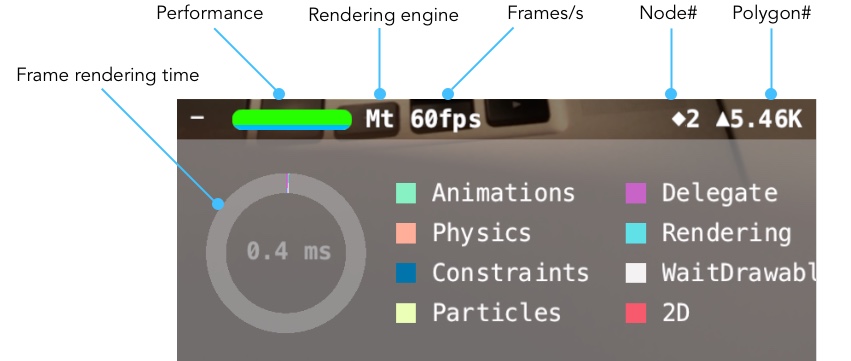 Performance Rendering engine Frames/s Node# Polygon#
Frame rendering time
– Mt 60fps ◆2 ▲5.46K
Animations Delegate
0.4 ms Physics Rendering
Constraints WaitDrawabl
Particles 2D